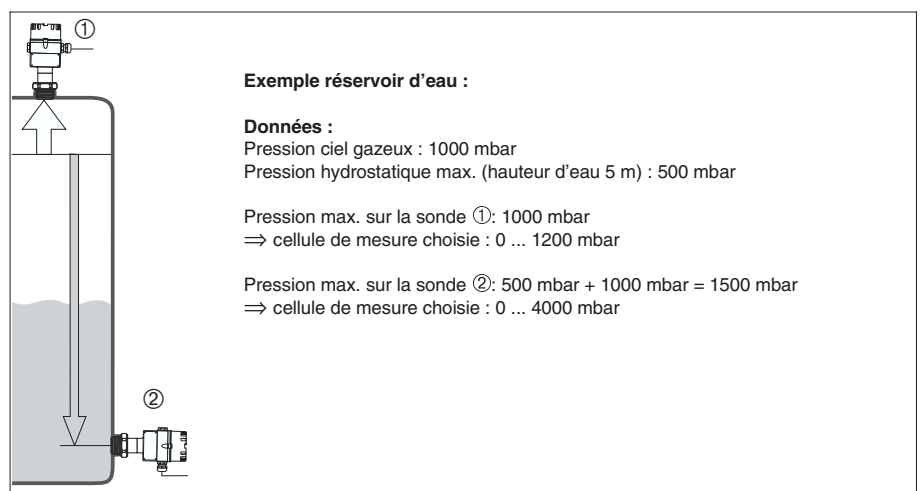 ①
Exemple réservoir d'eau :
Données :
Pression ciel gazeux : 1000 mbar
Pression hydrostatique max. (hauteur d'eau 5 m) : 500 mbar
Pression max. sur la sonde ①: 1000 mbar
⇒ cellule de mesure choisie : 0 ... 1200 mbar
Pression max. sur la sonde ②: 500 mbar + 1000 mbar = 1500 mbar
⇒ cellule de mesure choisie : 0 ... 4000 mbar
②